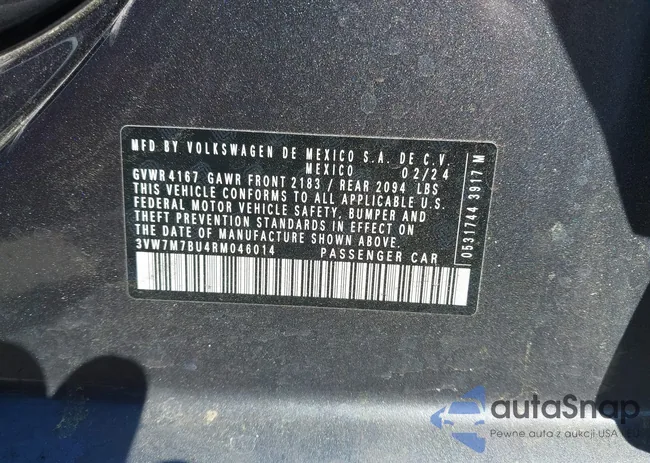 MFD BY VOLKSWAGEN DE MEXICO S.A. DE C.V.
MEXICO 02/24
GVWR 4167 GAWR FRONT 2183 / REAR 2094 LBS
THIS VEHICLE CONFORMS TO ALL APPLICABLE U.S.
FEDERAL MOTOR VEHICLE SAFETY, BUMPER AND
THEFT PREVENTION STANDARDS IN EFFECT ON
THE DATE OF MANUFACTURE SHOWN ABOVE.
3VW7M7BU4RM046014 PASSENGER CAR
0531744 3917 M
autoSnap
Pewne auta z aukcji USA